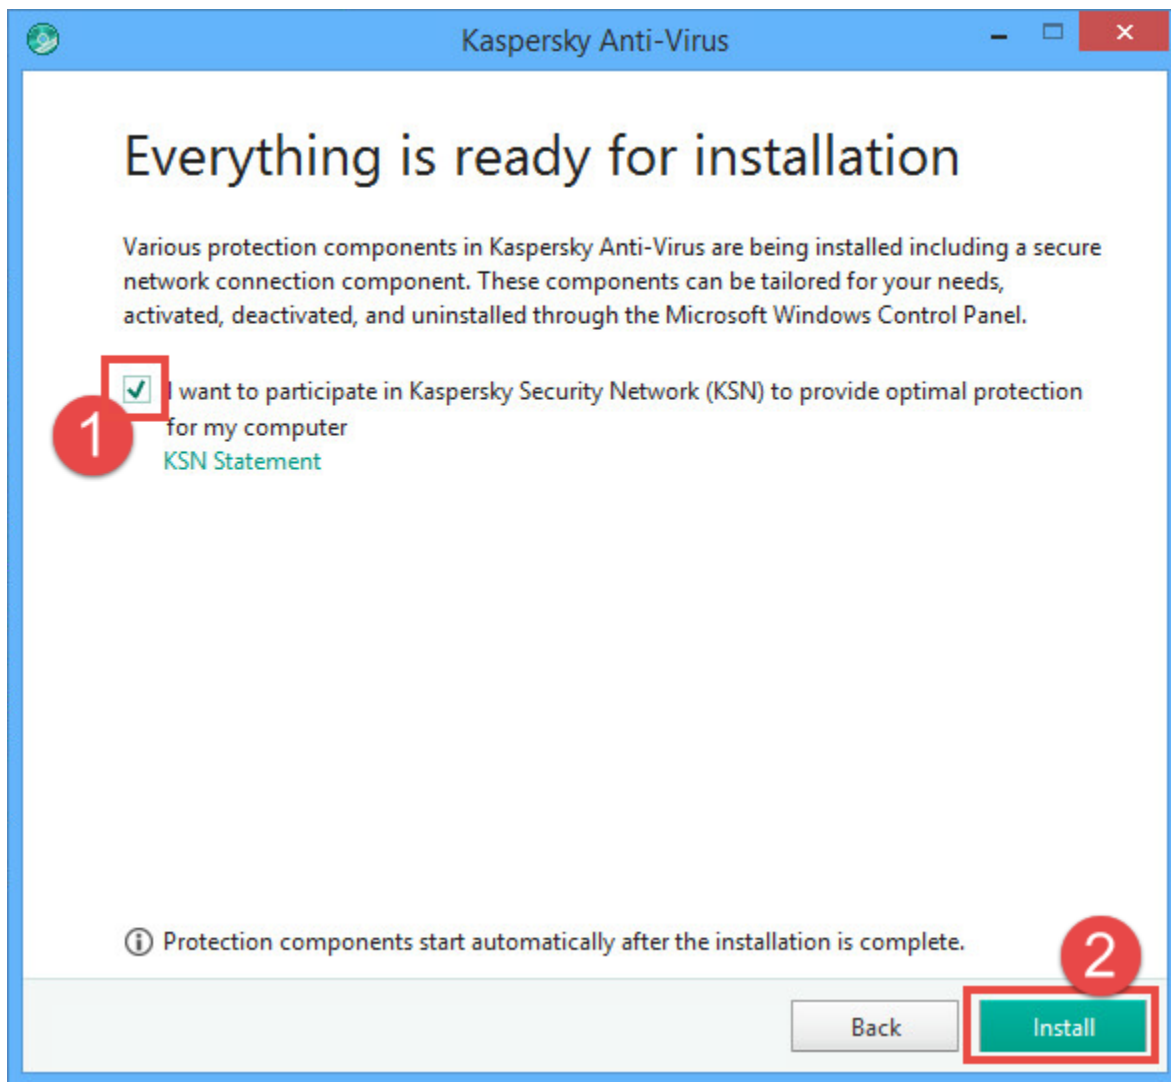 Kaspersky Anti-Virus
Everything is ready for installation
Various protection components in Kaspersky Anti-Virus are being installed including a secure
network connection component. These components can be tailored for your needs,
activated, deactivated, and uninstalled through the Microsoft Windows Control Panel.
I want to participate in Kaspersky Security Network (KSN) to provide optimal protection
for my computer
1
KSN Statement
Protection components start automatically after the installation is complete.
2
Back
Install